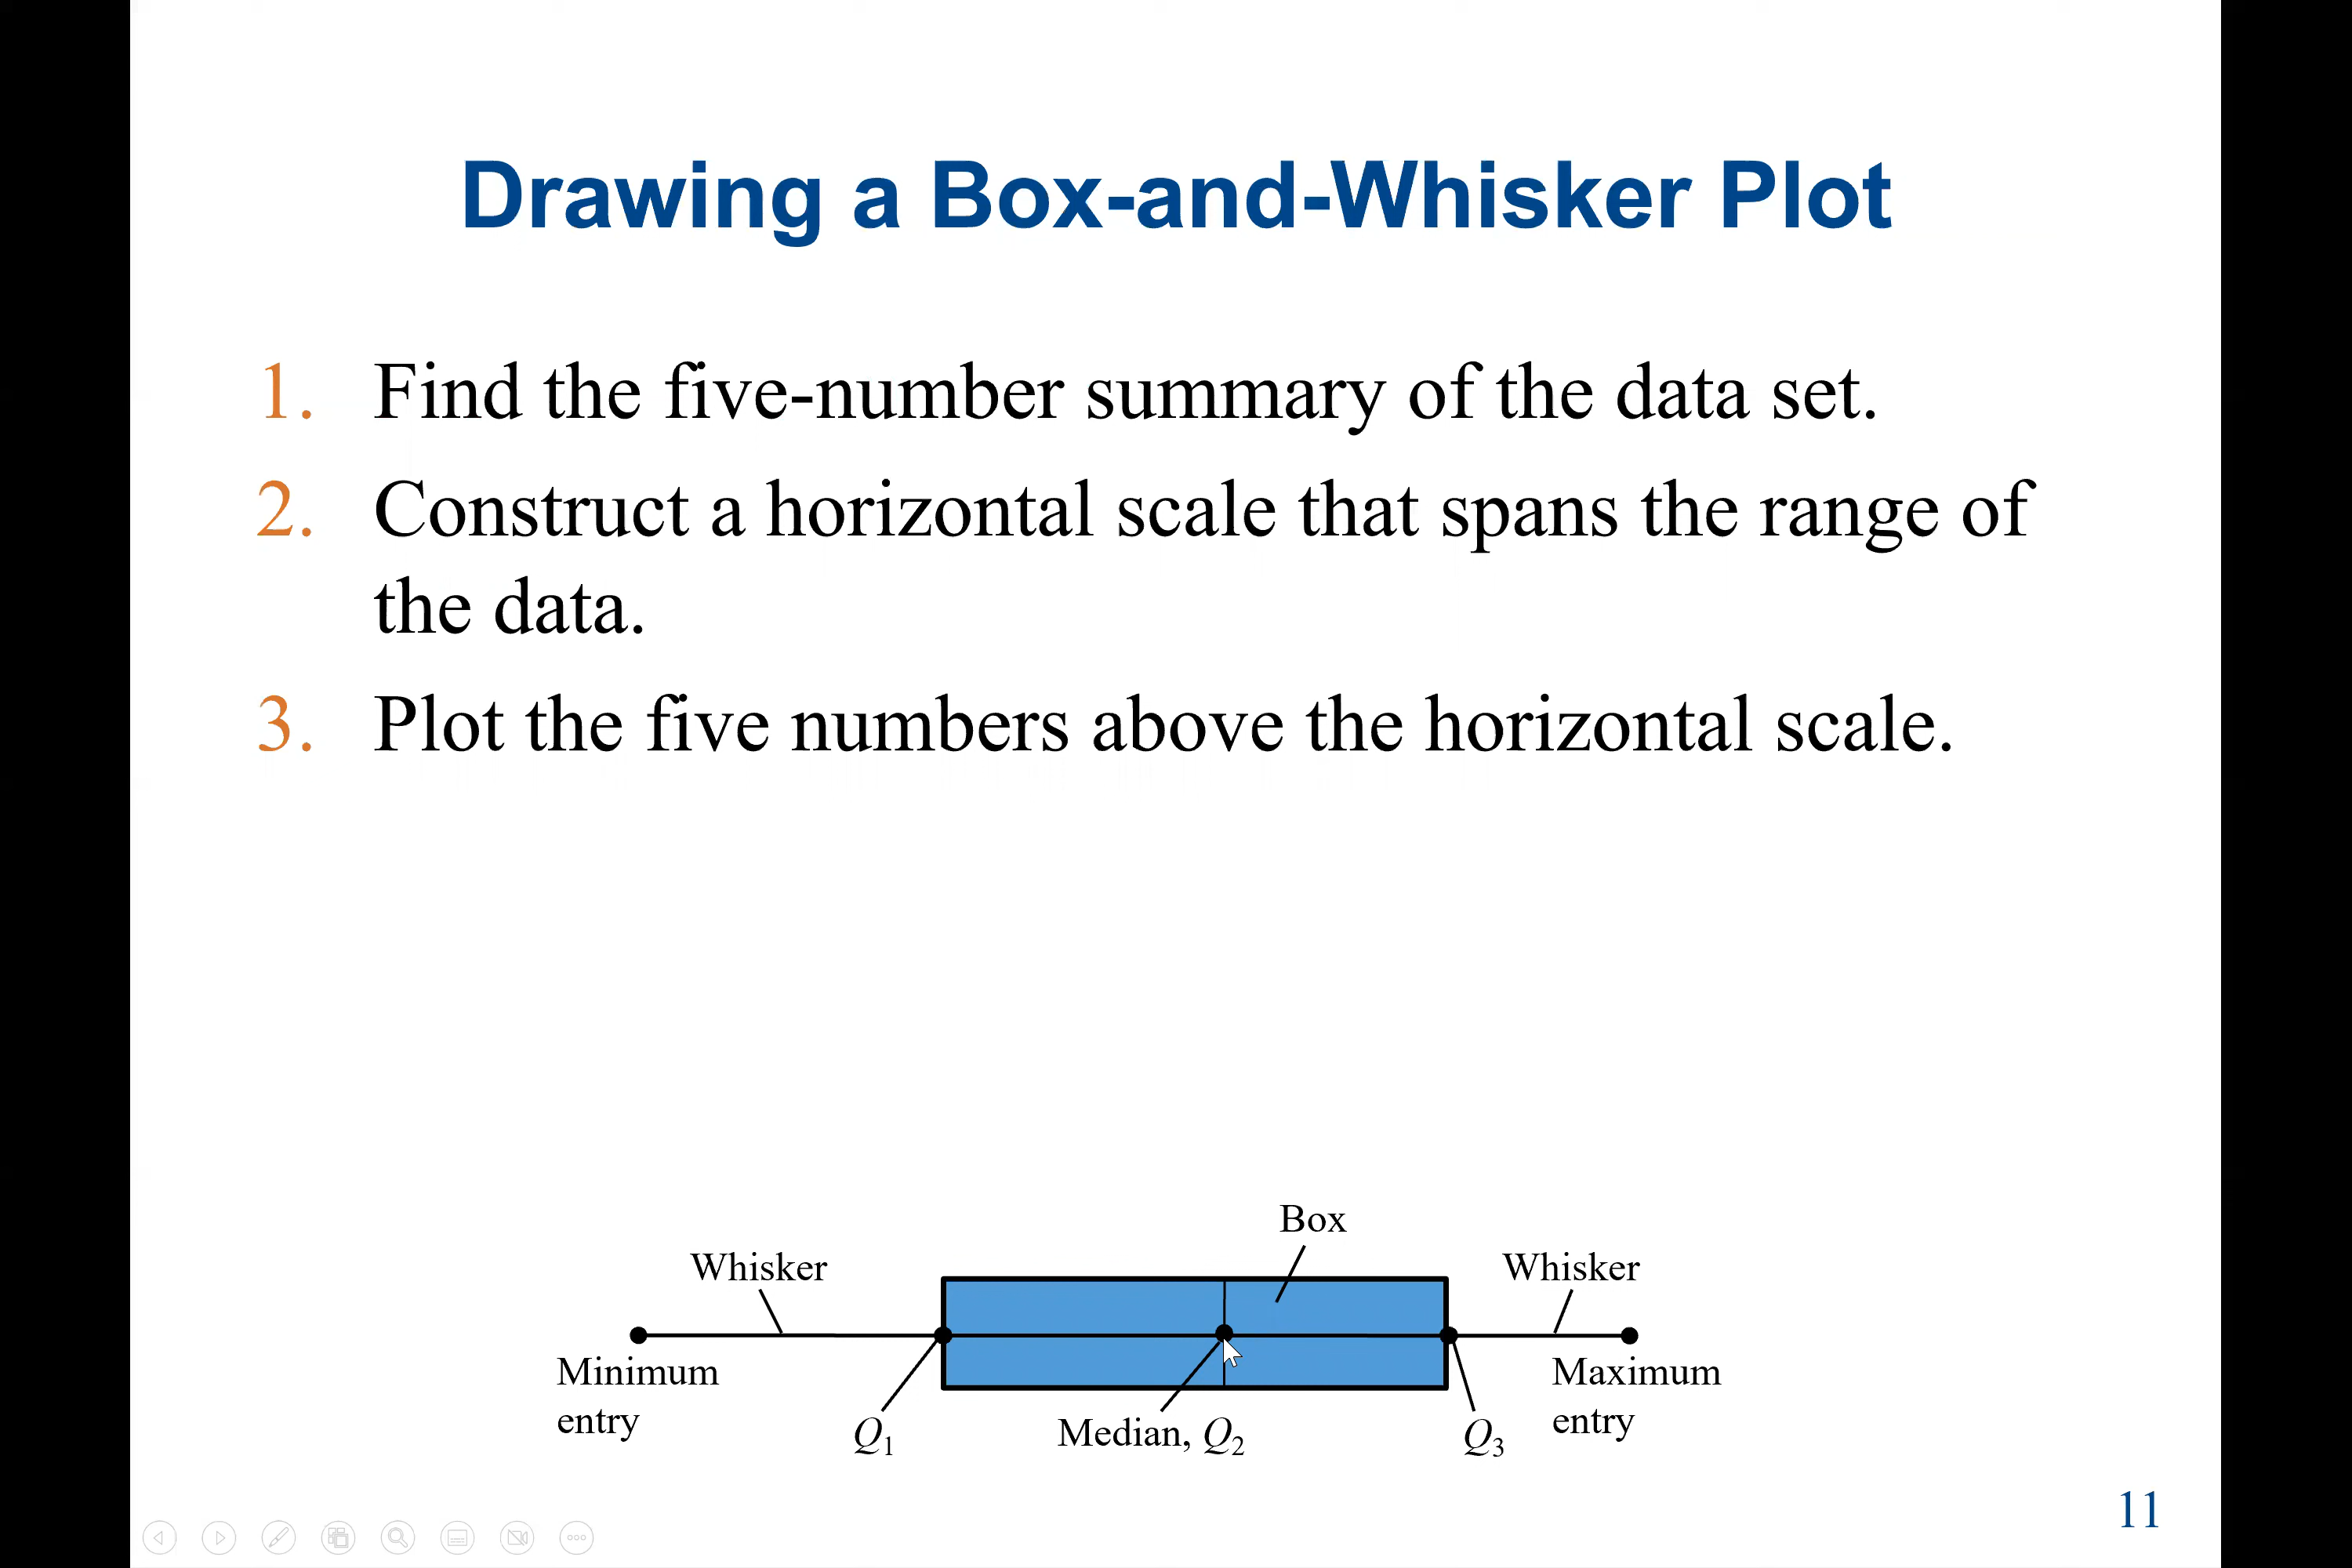 Drawing a Box-and-Whisker Plot
1. Find the five-number summary of the data set.
2. Construct a horizontal scale that spans the range of
the data.
3. Plot the five numbers above the horizontal scale.
Box
Whisker
Whisker
Minimum
entry
Q1
Median, Q2
Q3
Maximum
entry
11